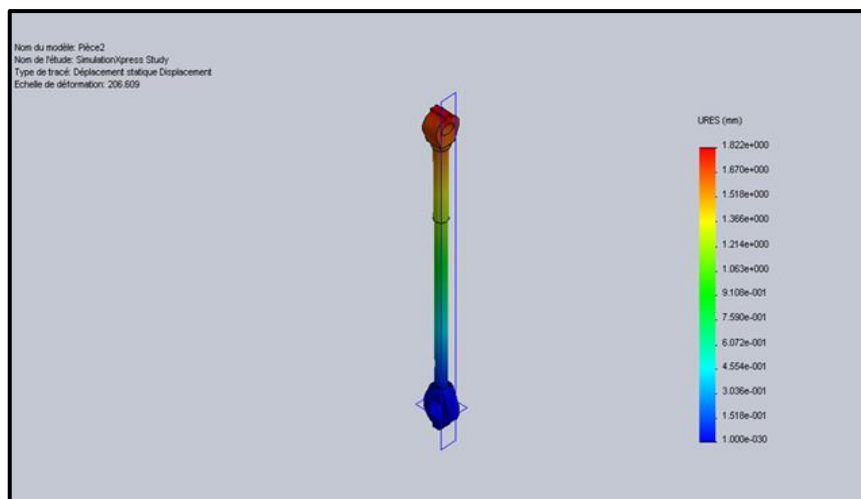 Nom du modèle: Pièce2
Nom de l'étude: SimulationXpress Study
Type de tracé: Déplacement statique Displacement
Echelle de déformation: 206.609
URES (mm)
1.822e+000
1.670e+000
1.518e+000
1.366e+000
1.214e+000
1.063e+000
9.108e-001
7.590e-001
6.072e-001
4.554e-001
3.036e-001
1.518e-001
1.000e-030